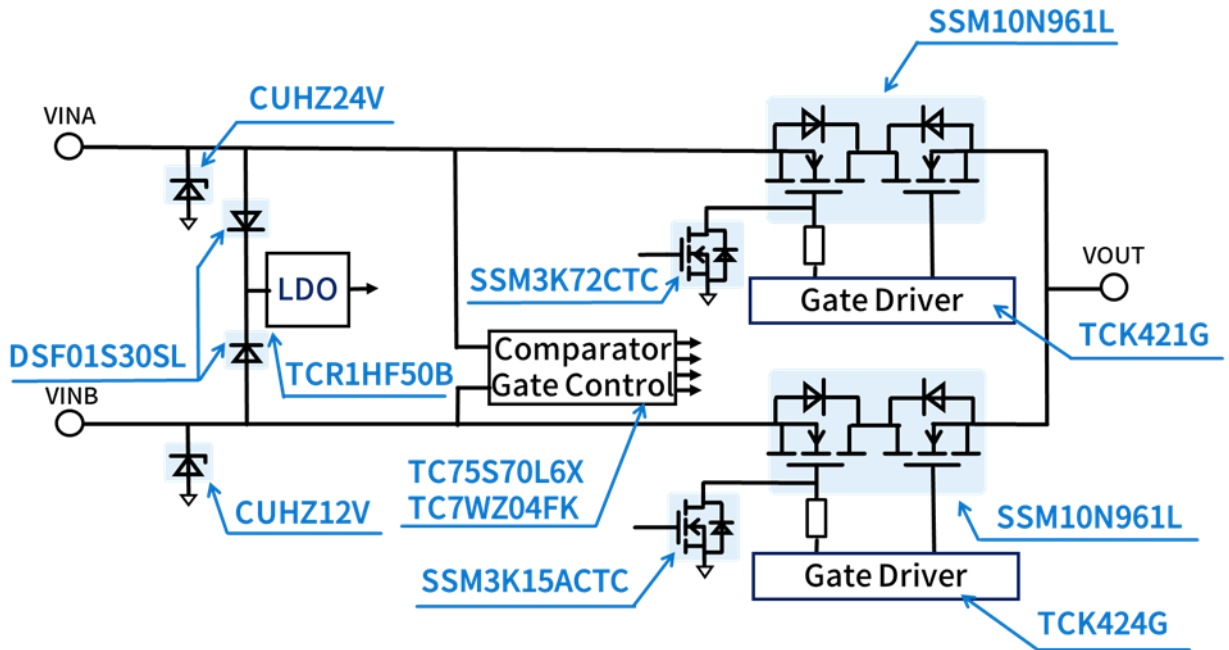 SSM10N961L
CUHZ24V
VINA
SSM3K72CTC
LDO
VOUT
Gate Driver
TCK421G
DSF01S30SL
TCR1HF50B
Comparator
Gate Control
VINB
TC75S70L6X
TC7WZ04FK
CUHZ12V
SSM10N961L
SSM3K15ACTC
Gate Driver
TCK424G